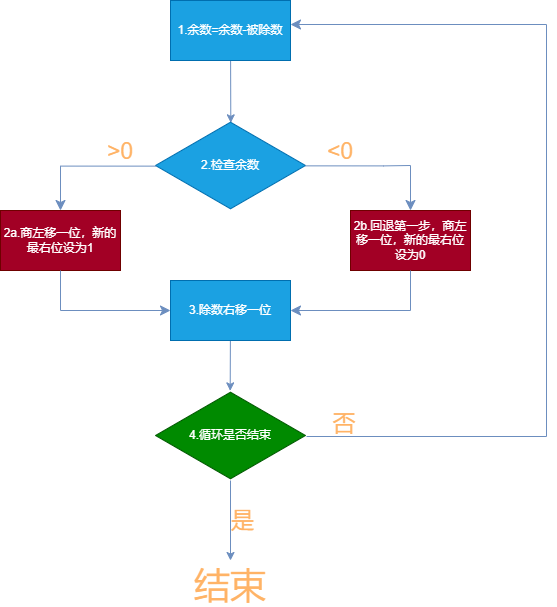 1.余数=余数-被除数
>0
2.检查余数
<0
2a.商左移一位，新的
最右位设为1
2b.回退第一步，商左
移一位，新的最右位
设为0
3.除数右移一位
4.循环是否结束
否
是
结束